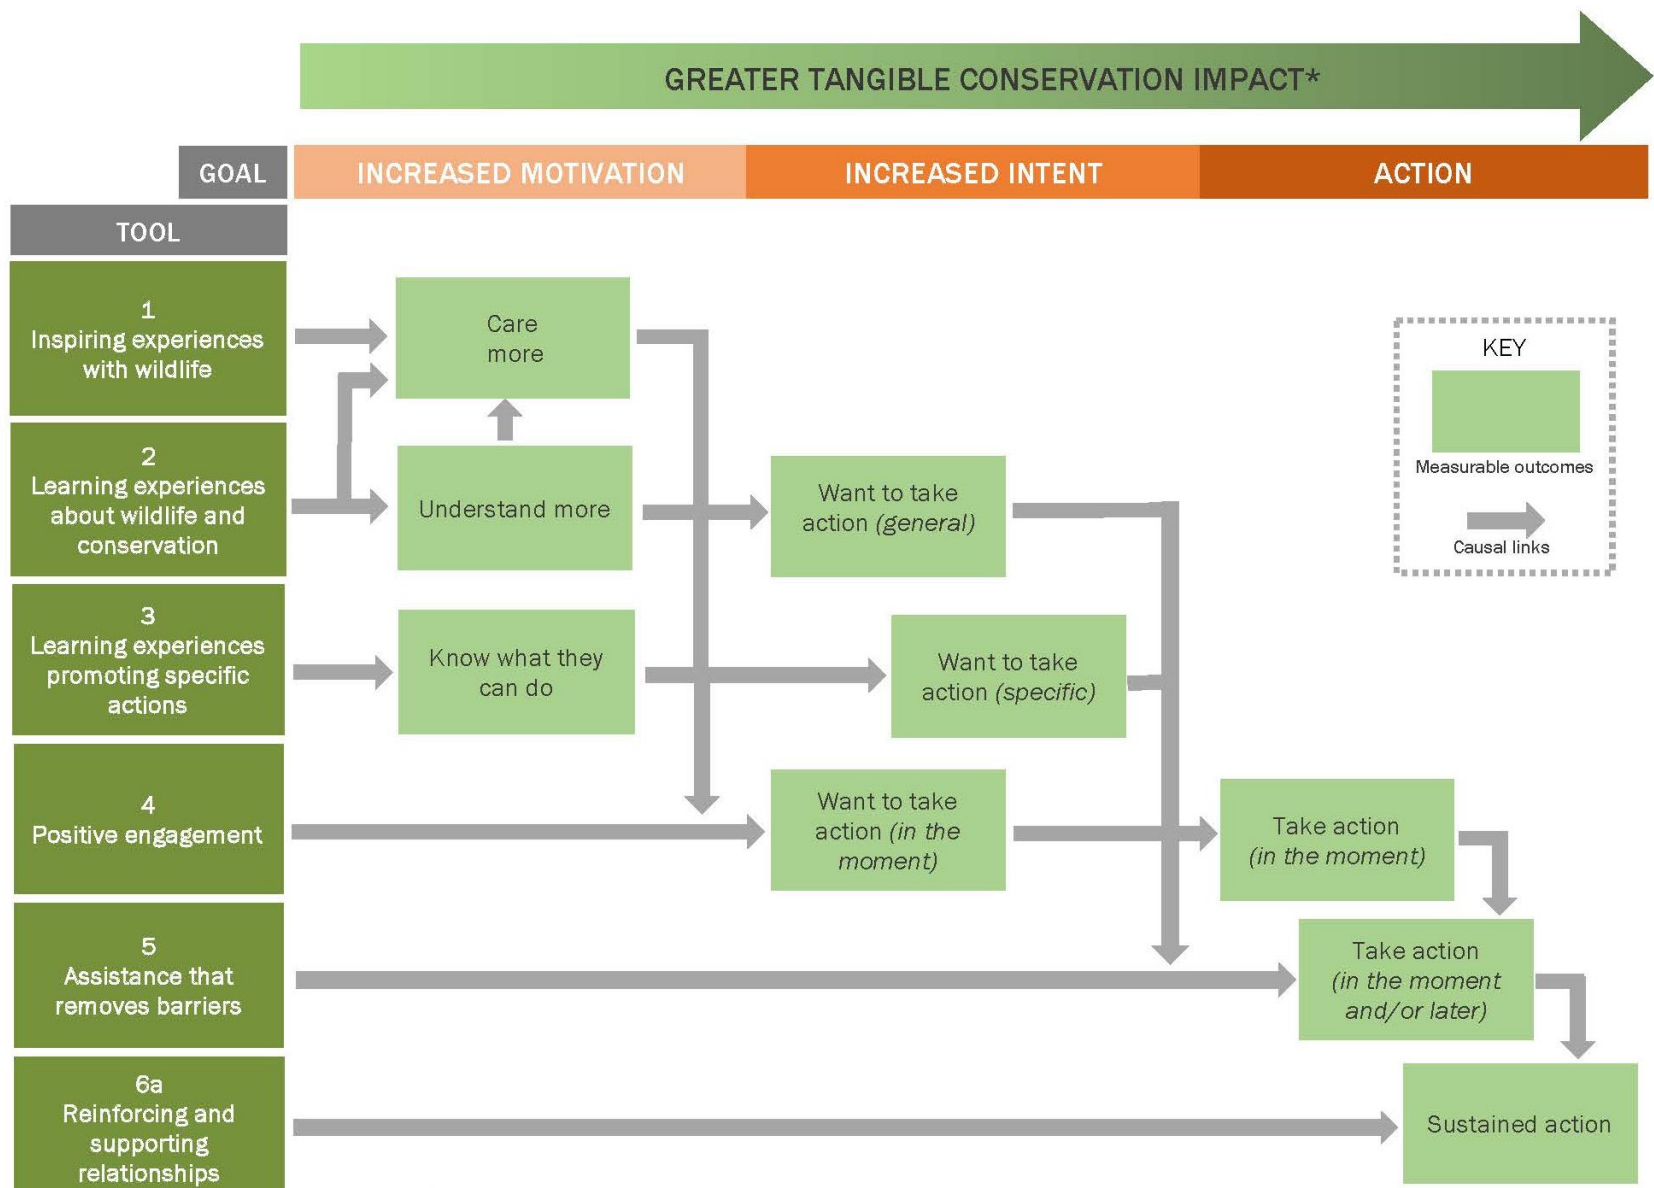 GREATER TANGIBLE CONSERVATION IMPACT*
GOAL
INCREASED MOTIVATION
INCREASED INTENT
ACTION
TOOL
1
Inspiring experiences
with wildlife
Care
more
KEY
Measurable outcomes
Causal links
2
Learning experiences
about wildlife and
conservation
Understand more
Want to take
action (general)
3
Learning experiences
promoting specific
actions
Know what they
can do
Want to take
action (specific)
4
Positive engagement
Want to take
action (in the
moment)
Take action
(in the moment)
5
Assistance that
removes barriers
Take action
(in the moment
and/or later)
6a
Reinforcing and
supporting
relationships
Sustained action